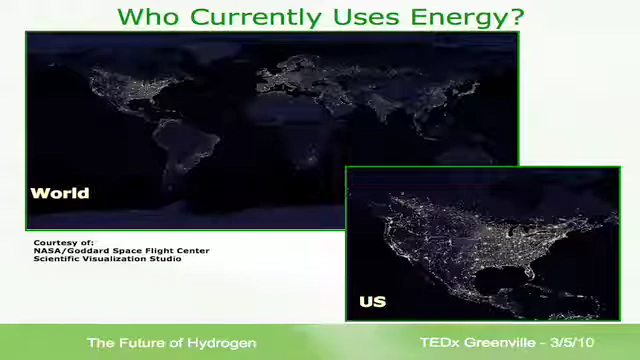 Who Currently Uses Energy?
World
Courtesy of:
NASA/Goddard Space Flight Center
Scientific Visualization Studio
US
The Future of Hydrogen
TEDx Greenville - 3/5/10